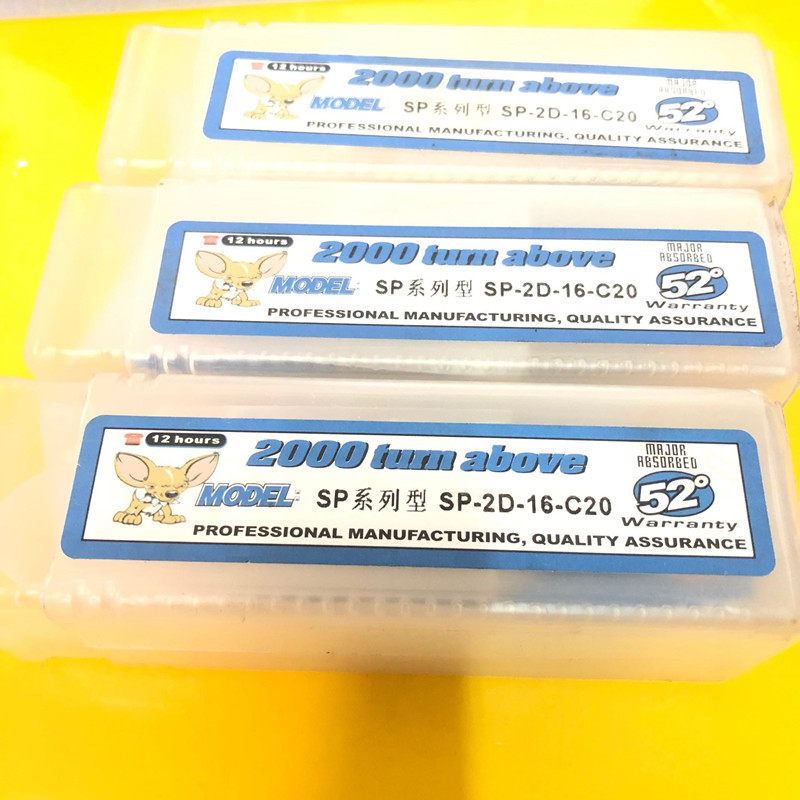 12 hours
2000 turn above
MAJOR
ABSORBED
MODEL SP系列型 SP-2D-16-C20
52°
Warranty
PROFESSIONAL MANUFACTURING, QUALITY ASSURANCE
12 hours
2000 turn above
MAJOR
ABSORBED
MODEL: SP系列型 SP-2D-16-C20
52°
Warranty
PROFESSIONAL MANUFACTURING, QUALITY ASSURANCE
12 hours
2000 turn above
MAJOR
ABSORBED
MODEL: SP系列型 SP-2D-16-C20
52°
Warranty
PROFESSIONAL MANUFACTURING, QUALITY ASSURANCE